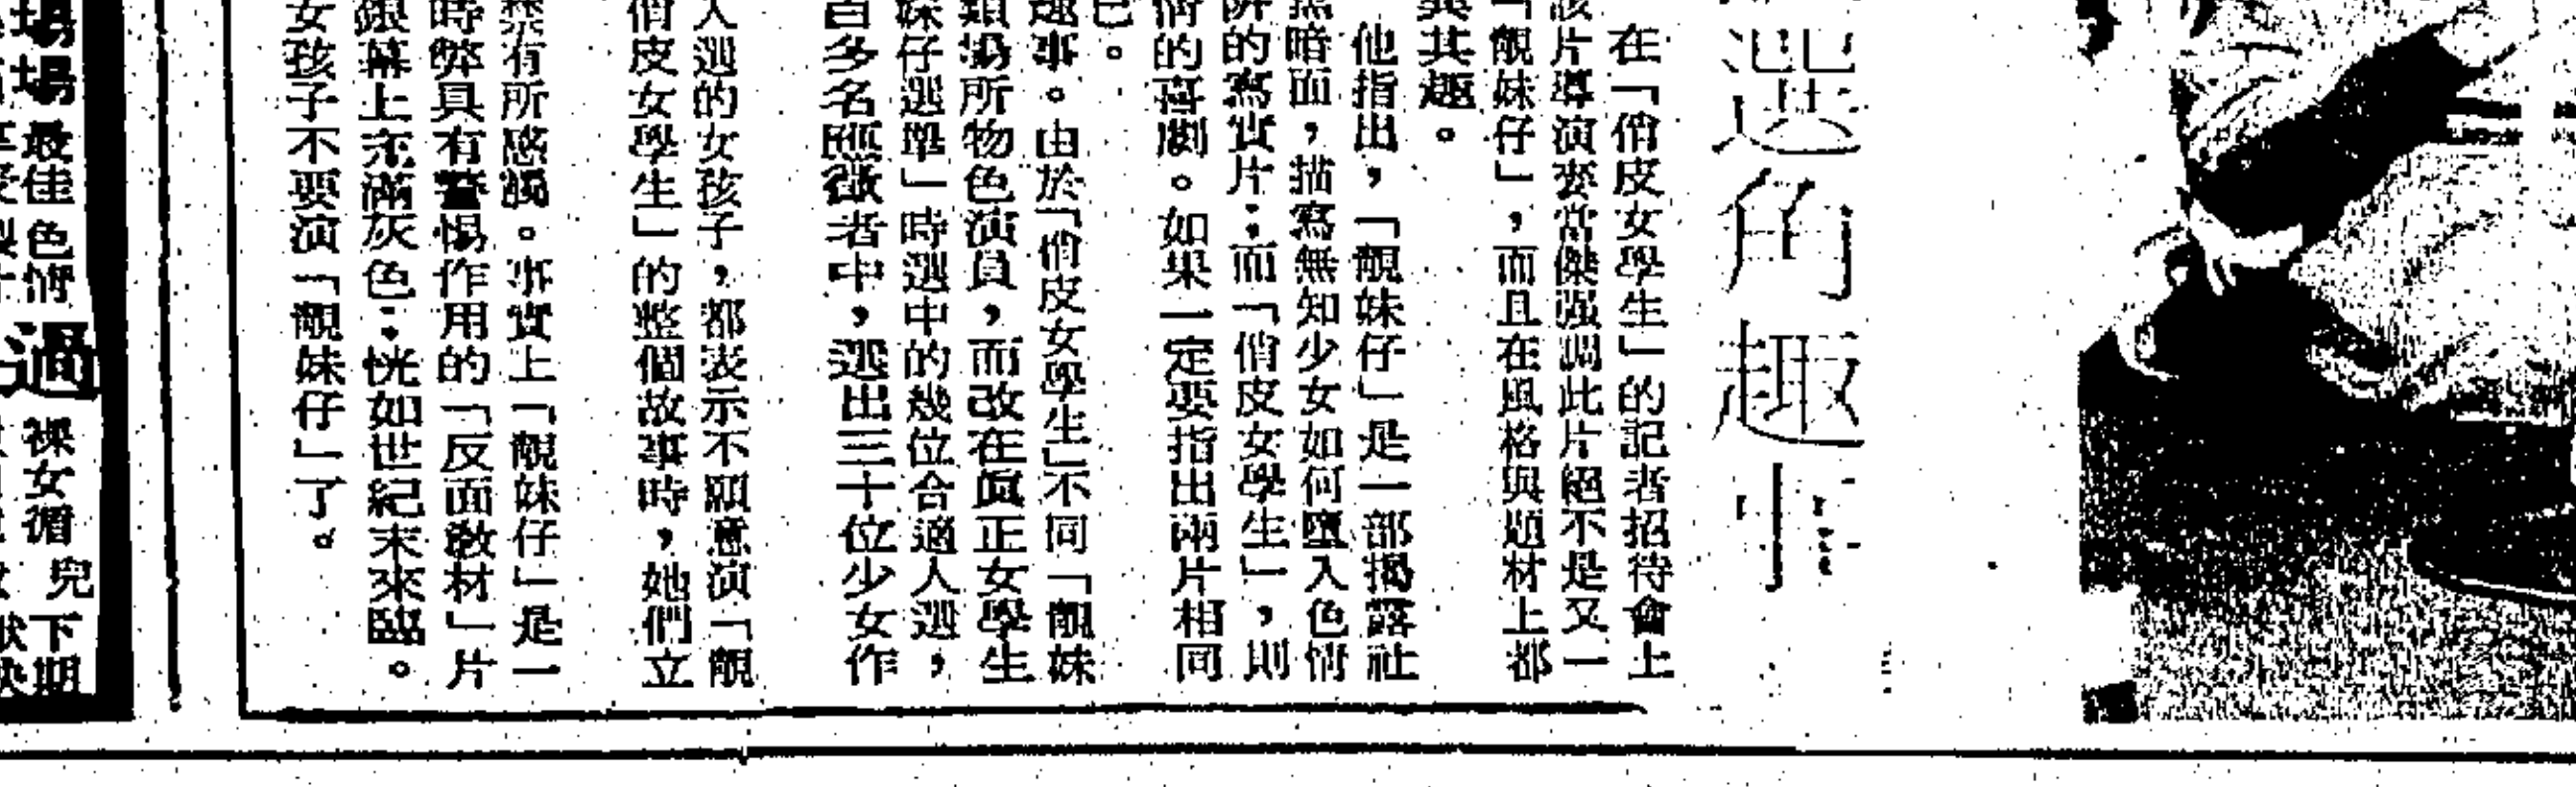 選角趣事
在「俏皮女學生」的記者招待會上
該片導演麥當傑强調此片絕不是又一
「靚妹仔」，而且在風格與題材上都
異其趣。
他指出，「靚妹仔」是一部揭露社
黑暗面，描寫無知少女如何墮入色情
阱的寫實片；而「俏皮女學生」，則
情的喜劇。如果一定要指出兩片相同
已。
趣事。由於「俏皮女學生」不同「靚妹
類場所物色演員，而改在眞正女學生
妹仔選舉」時選中的幾位合適人選，
百多名應徵者中，選出三十位少女作
入選的女孩子，都表示不願意演「靚
俏皮女學生」的整個故事時，她們立
禁有所感觸。事實上「靚妹仔」是一
時弊具有警惕作用的「反面教材」片
銀幕上充滿灰色；恍如世紀末來臨。
女孩子不要演「靚妹仔」了。
場場最佳色情過裸女循兒下期